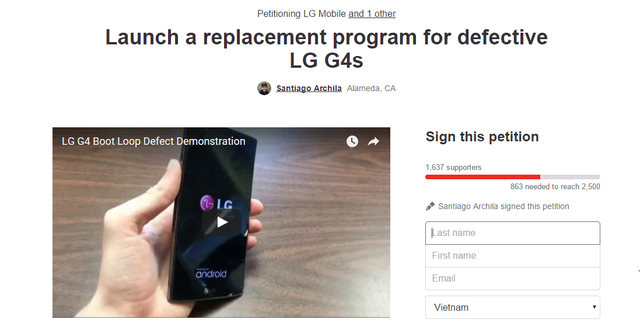 Petitioning LG Mobile and 1 other
Launch a replacement program for defective
LG G4s
Santiago Archila Alameda, CA
LG G4 Boot Loop Defect Demonstration
LG
android
Sign this petition
1,637 supporters
863 needed to reach 2,500
Santiago Archila signed this petition
Last name
First name
Email
Vietnam